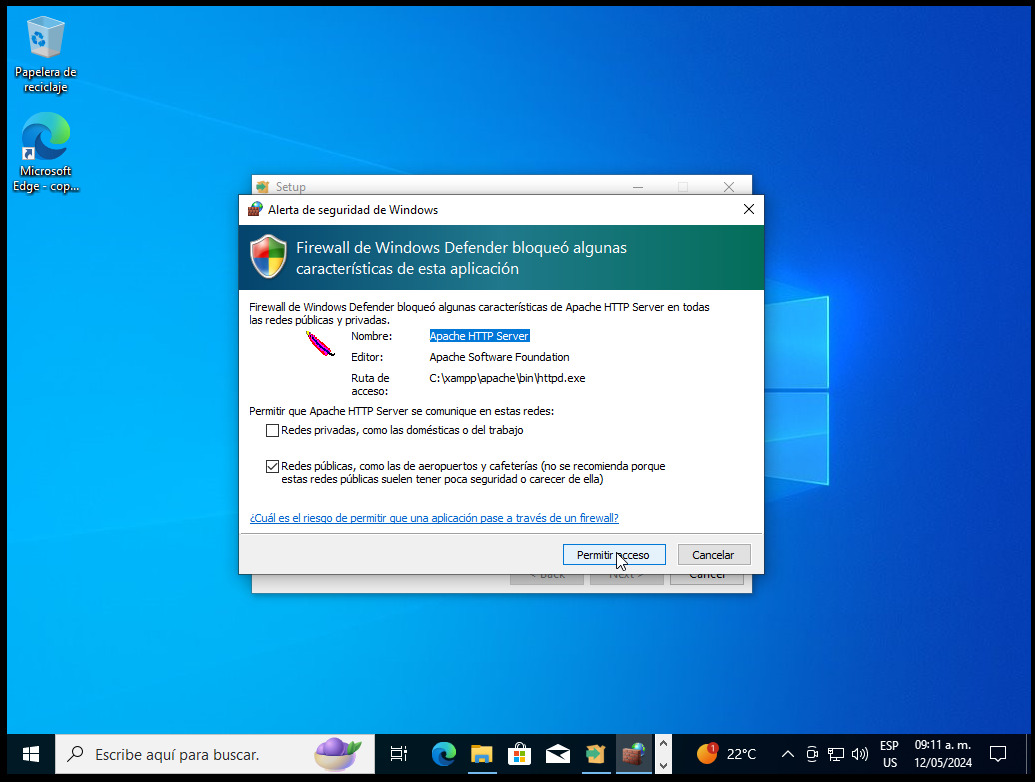 Papelera de
reciclaje
Microsoft
Edge - cop...
Setup
Alerta de seguridad de Windows
Firewall de Windows Defender bloqueó algunas
características de esta aplicación
Firewall de Windows Defender bloqueó algunas características de Apache HTTP Server en todas
las redes públicas y privadas.
Nombre: Apache HTTP Server
Editor: Apache Software Foundation
Ruta de C:\xampp\apache\bin\httpd.exe
acceso:
Permitir que Apache HTTP Server se comunique en estas redes:
Redes privadas, como las domésticas o del trabajo
Redes públicas, como las de aeropuertos y cafeterías (no se recomienda porque
estas redes públicas suelen tener poca seguridad o carecer de ella)
¿Cuál es el riesgo de permitir que una aplicación pase a través de un firewall?
Permitir acceso Cancelar
< Back Next > Cancel
Escribe aquí para buscar.
1 22°C
ESP 09:11 a. m.
US 12/05/2024